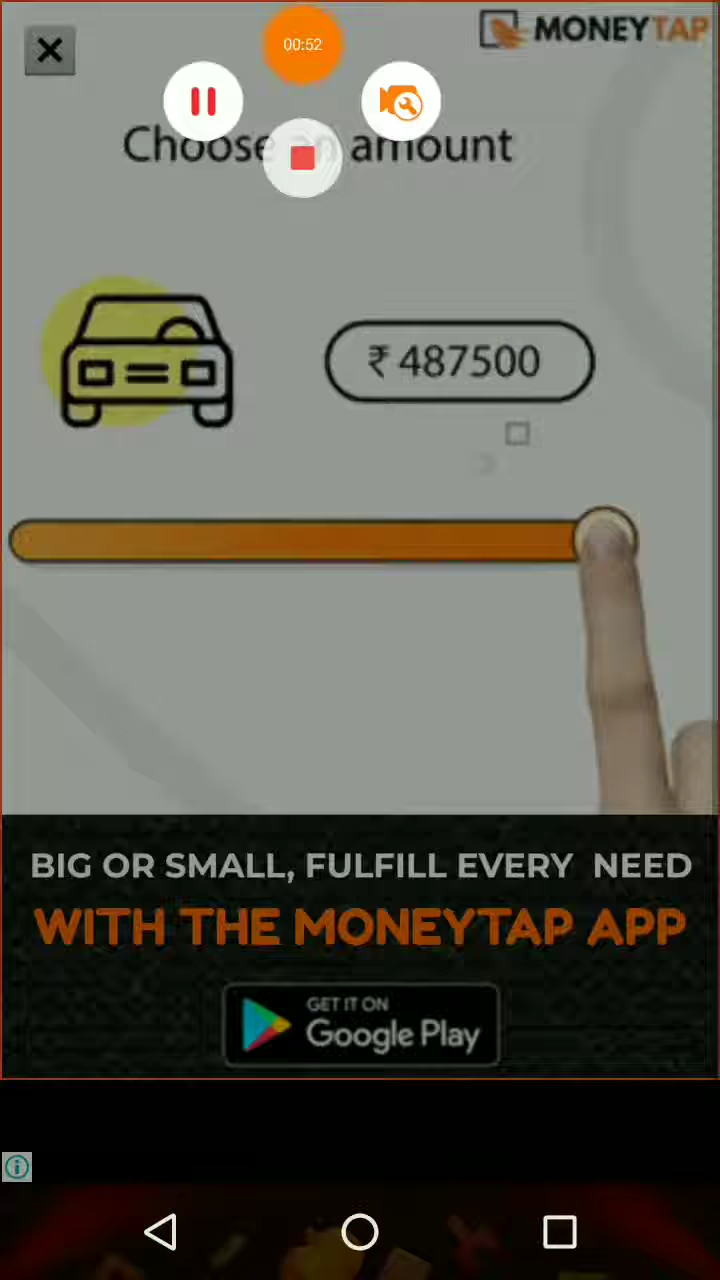 MONEYTAP
00:52
Choose an amount
₹ 487500
BIG OR SMALL, FULFILL EVERY NEED
WITH THE MONEYTAP APP
GET IT ON
Google Play